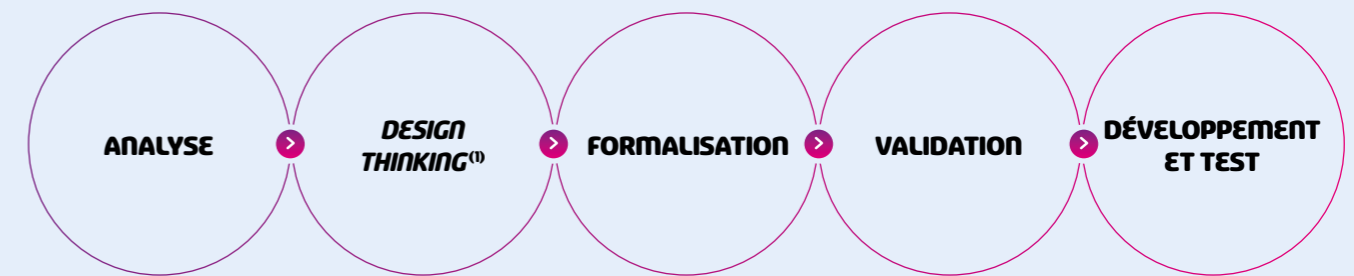 ANALYSE
DESIGN
THINKING(1)
FORMALISATION
VALIDATION
DÉVELOPPEMENT
ET TEST